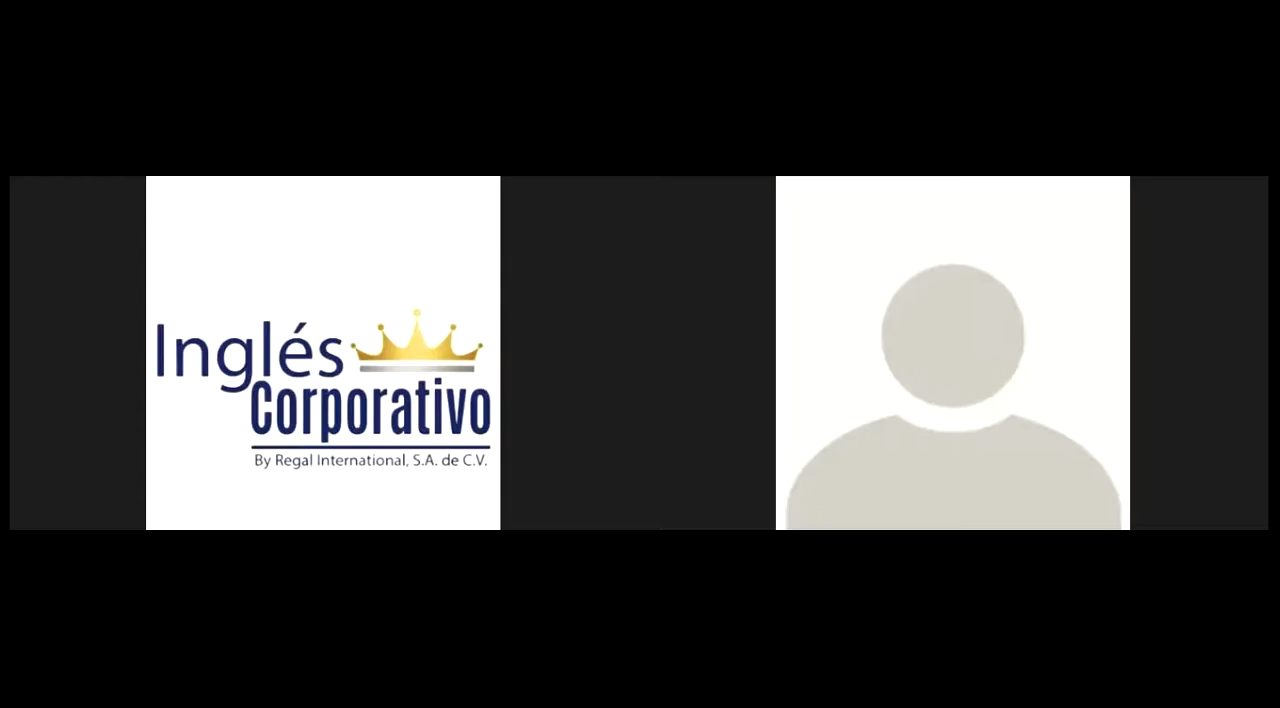 Inglés
Corporativo
By Regal International, S.A. de C.V.